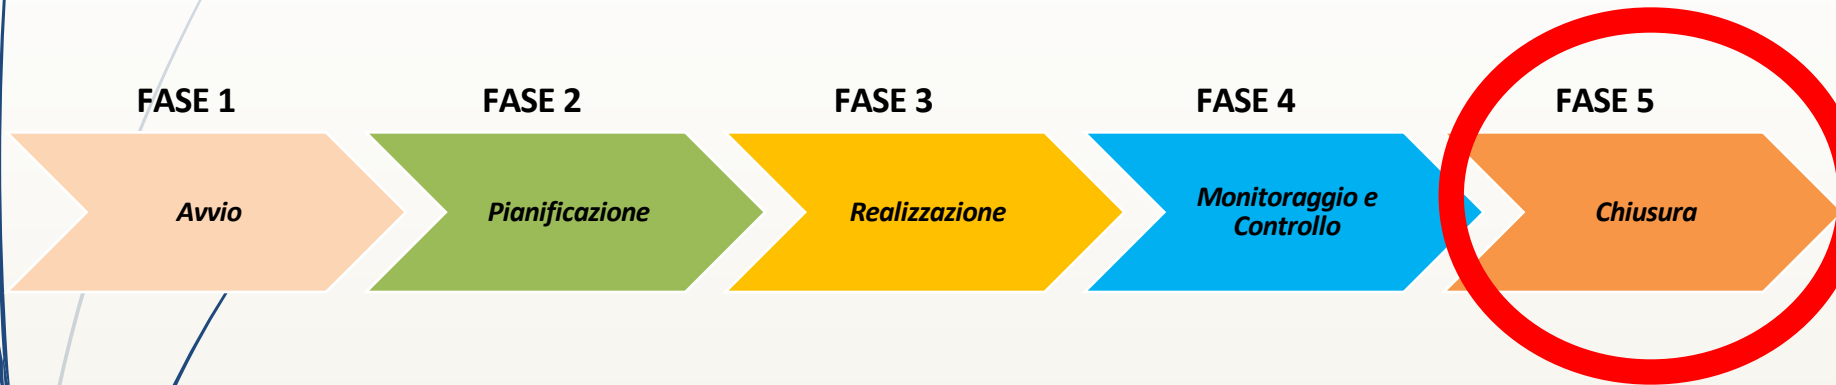 FASE 1
FASE 2
FASE 3
FASE 4
FASE 5
Avvio
Pianificazione
Realizzazione
Monitoraggio e
Controllo
Chiusura